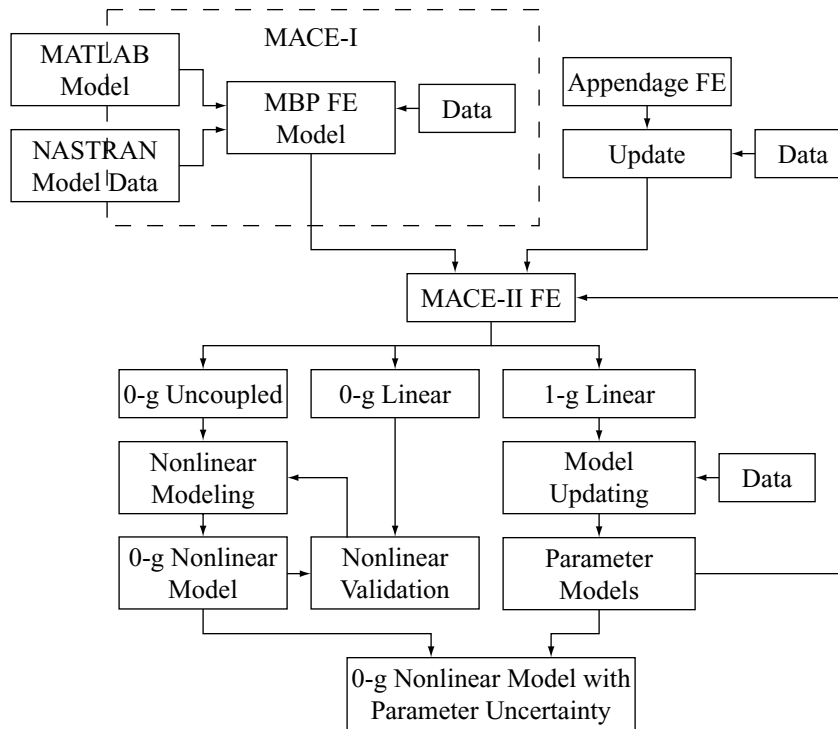 MACE-I
MATLAB
Model
NASTRAN
Model Data
MBP FE
Model
Data
Appendage FE
Update
Data
MACE-II FE
0-g Uncoupled
0-g Linear
1-g Linear
Nonlinear
Modeling
Model
Updating
Data
0-g Nonlinear
Model
Nonlinear
Validation
Parameter
Models
0-g Nonlinear Model with
Parameter Uncertainty